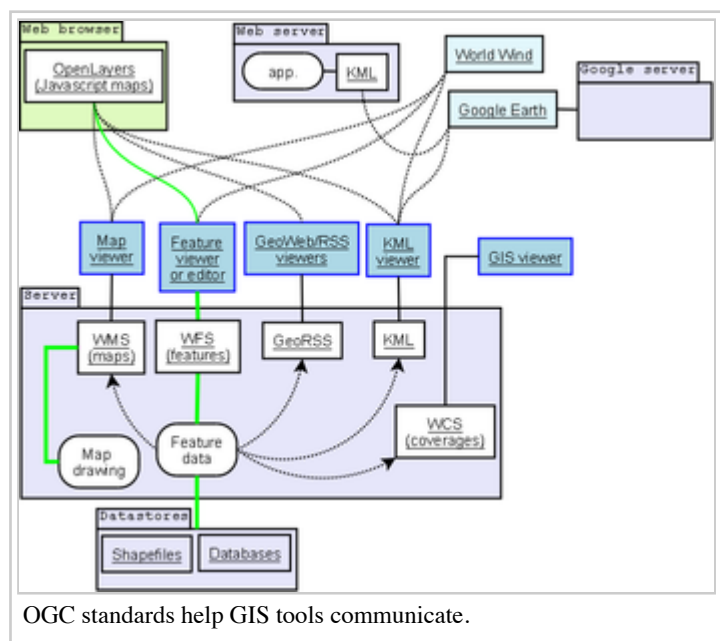 Web browser
OpenLayers
(Javascript maps)
Web server
app.
KML
World Wind
Google Earth
Google server
Map
viewer
Feature
viewer
or editor
GeoWeb/RSS
viewers
KML
viewer
GIS viewer
Server
WMS
(maps)
WFS
(features)
GeoRSS
KML
WCS
(coverages)
Map
drawing
Feature
data
Datastores
Shapefiles
Databases
OGC standards help GIS tools communicate.